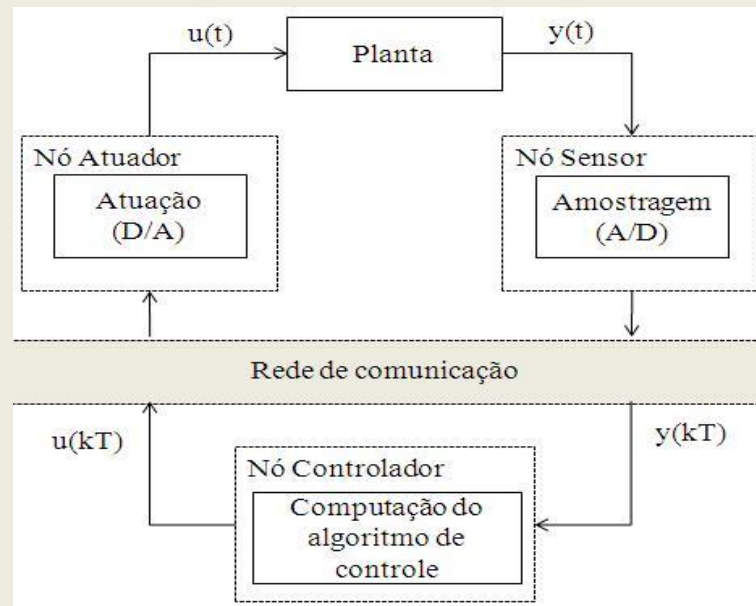 u(t)
Planta
y(t)
Nó Atuador
Atuação
(D/A)
Nó Sensor
Amostragem
(A/D)
Rede de comunicação
u(kT)
y(kT)
Nó Controlador
Computação do
algoritmo de
controle